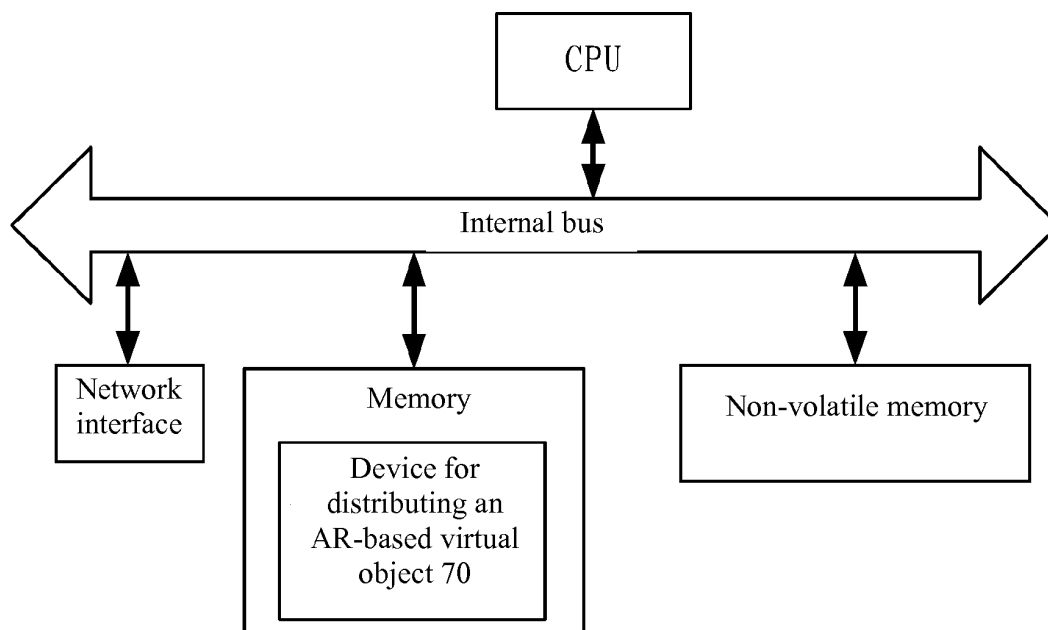 CPU
Internal bus
Network
interface
Memory
Non-volatile memory
Device for
distributing an
AR-based virtual
object 70